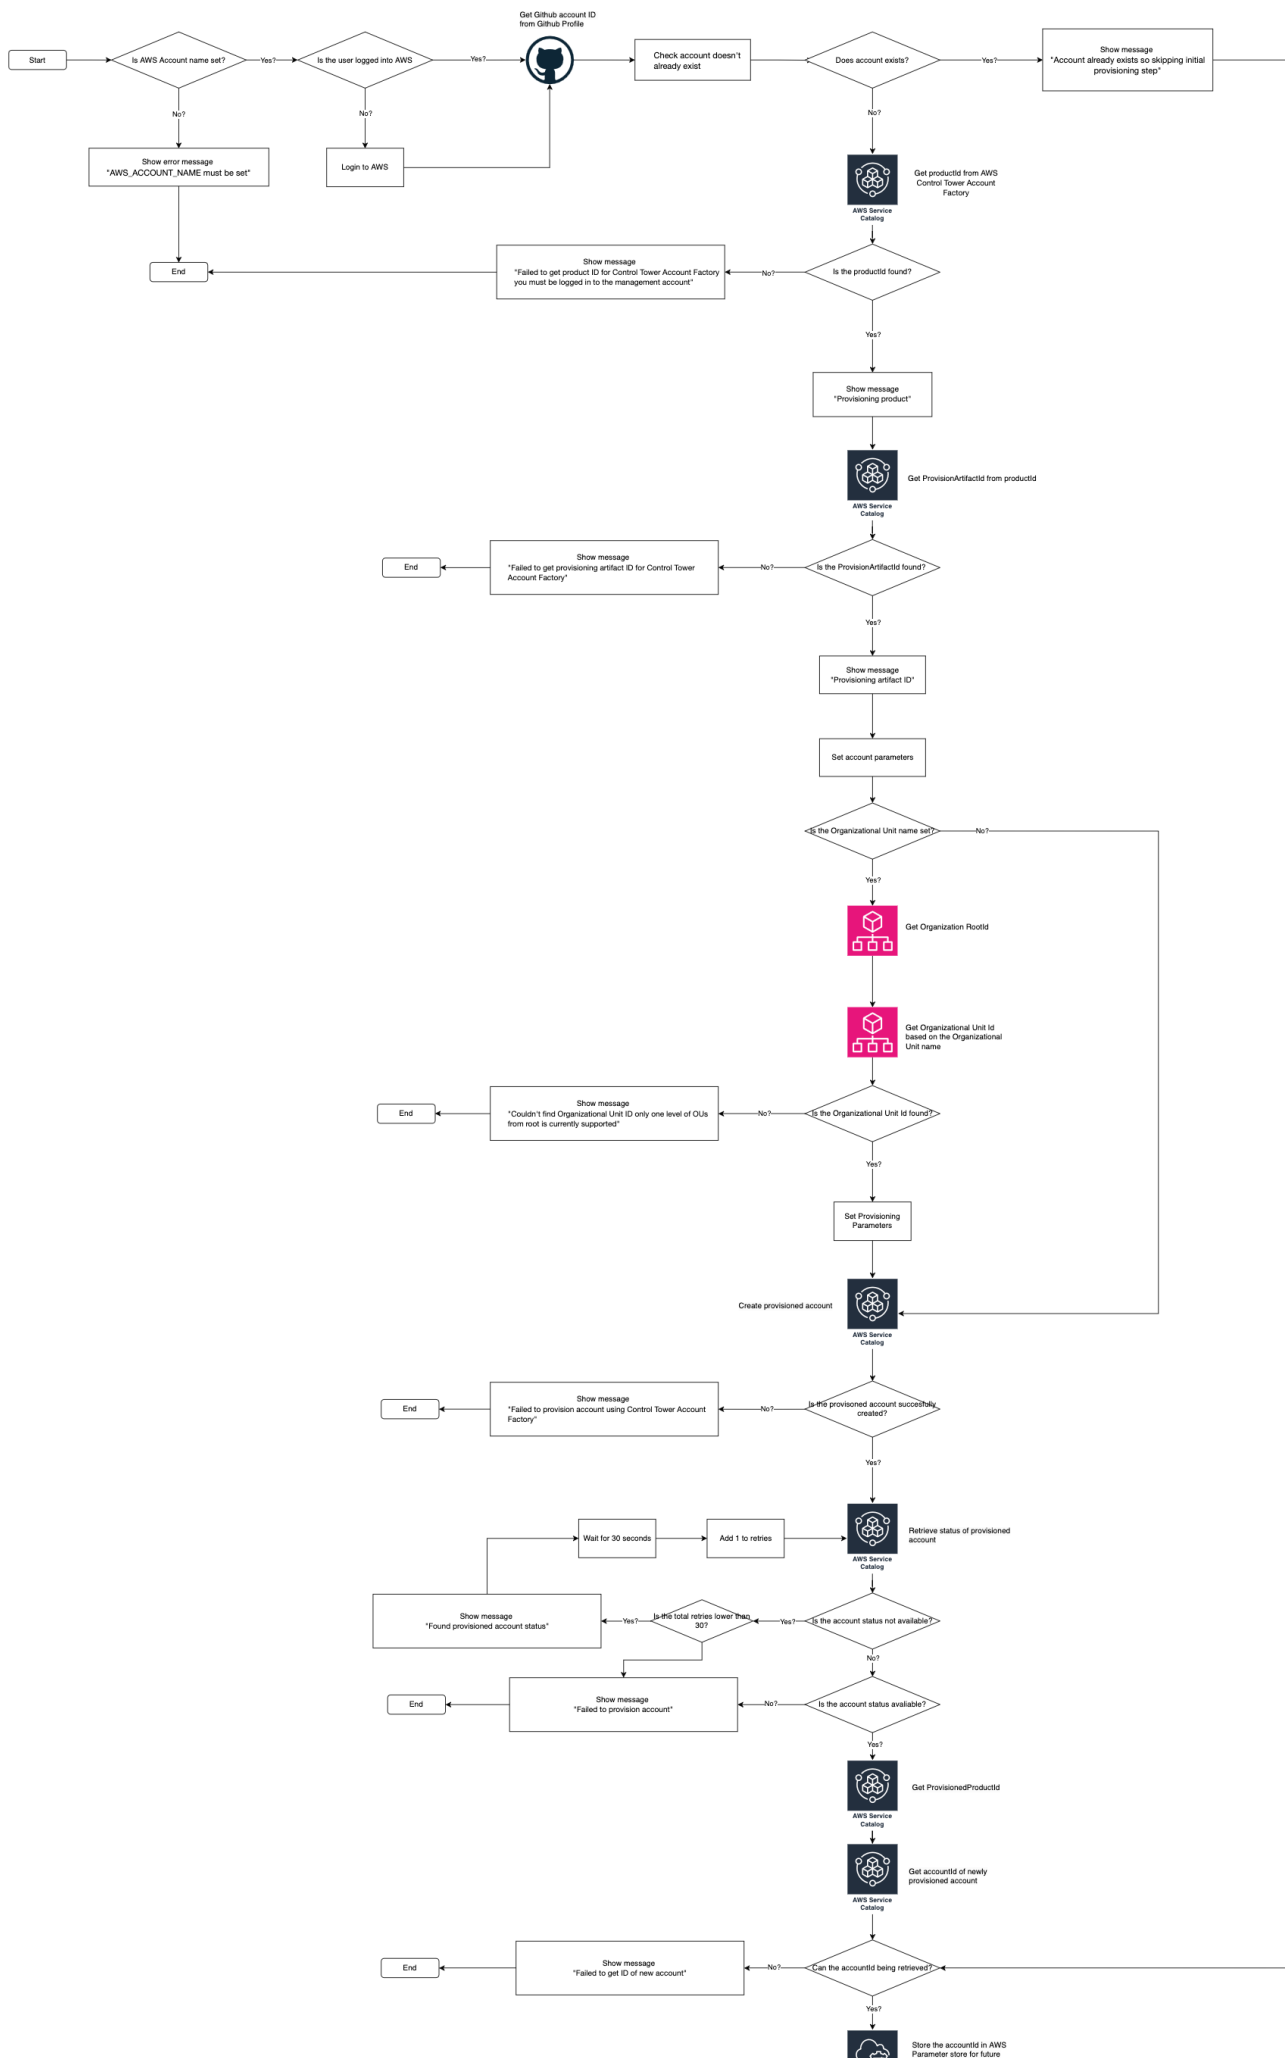 Get Github account ID
from Github Profile
Start
Is AWS Account name set?
Yes?
Is the user logged into AWS
Yes?
Check account doesn't
already exist
Does account exists?
Yes?
Show message
"Account already exists so skipping initial
provisioning step"
No?
No?
No?
Show error message
"AWS_ACCOUNT_NAME must be set"
Login to AWS
Get productId from AWS
Control Tower Account
Factory
AWS Service
Catalog
End
Show message
"Failed to get product ID for Control Tower Account Factory
you must be logged in to the management account"
No?
Is the productId found?
Yes?
Show message
"Provisioning product"
Get ProvisionArtifactId from productId
AWS Service
Catalog
End
Show message
"Failed to get provisioning artifact ID for Control Tower
Account Factory"
No?
Is the ProvisionArtifactId found?
Yes?
Show message
"Provisioning artifact ID"
Set account parameters
Is the Organizational Unit name set?
No?
Yes?
Get Organization RootId
Get Organizational Unit Id
based on the Organizational
Unit name
End
Show message
"Couldn't find Organizational Unit ID only one level of OUs
from root is currently supported"
No?
Is the Organizational Unit Id found?
Yes?
Set Provisioning
Parameters
Create provisioned account
AWS Service
Catalog
End
Show message
"Failed to provision account using Control Tower Account
Factory"
No?
Is the provisoned account succesfully
created?
Yes?
Wait for 30 seconds
Add 1 to retries
Retrieve status of provisioned
account
AWS Service
Catalog
Show message
"Found provisioned account status"
Yes?
Is the total retries lower than
30?
Yes?
Is the account status not available?
No?
End
Show message
"Failed to provision account"
No?
Is the account status avaliable?
Yes?
Get ProvisionedProductId
AWS Service
Catalog
Get accountId of newly
provisioned account
AWS Service
Catalog
End
Show message
"Failed to get ID of new account"
No?
Can the accountId being retrieved?
Yes?
Store the accountId in AWS
Parameter store for future